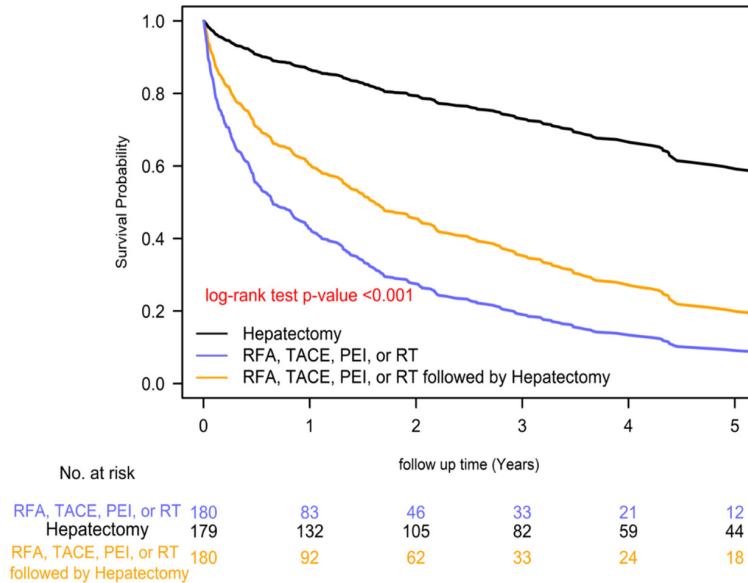 1.0
0.8
0.6
0.4
0.2
0.0
Survival Probability
log-rank test p-value <0.001
Hepatectomy
RFA, TACE, PEI, or RT
RFA, TACE, PEI, or RT followed by Hepatectomy
0 1 2 3 4 5
follow up time (Years)
No. at risk
RFA, TACE, PEI, or RT 180 83 46 33 21 12
Hepatectomy 179 132 105 82 59 44
RFA, TACE, PEI, or RT
followed by Hepatectomy 180 92 62 33 24 18